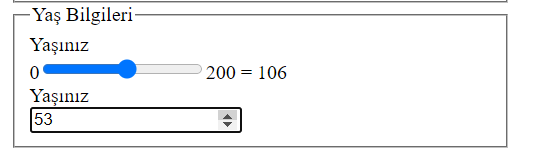 Yaş Bilgileri
Yaşınız
0 200 = 106
Yaşınız
53